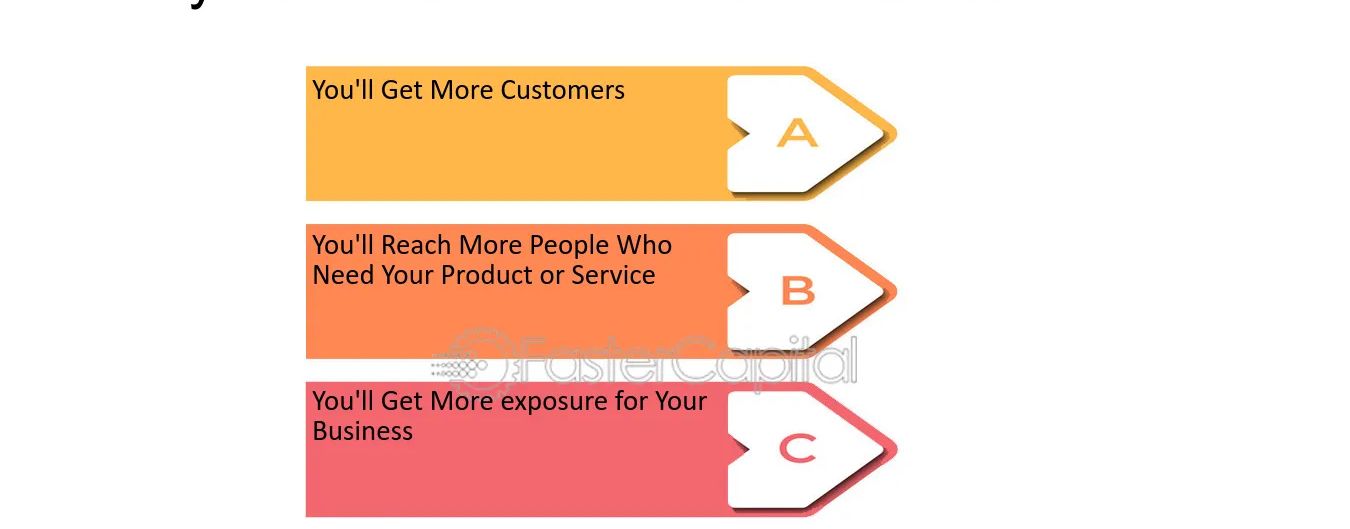 You'll Get More Customers
A
You'll Reach More People Who
Need Your Product or Service
B
FasterCapital
You'll Get More exposure for Your
Business
C